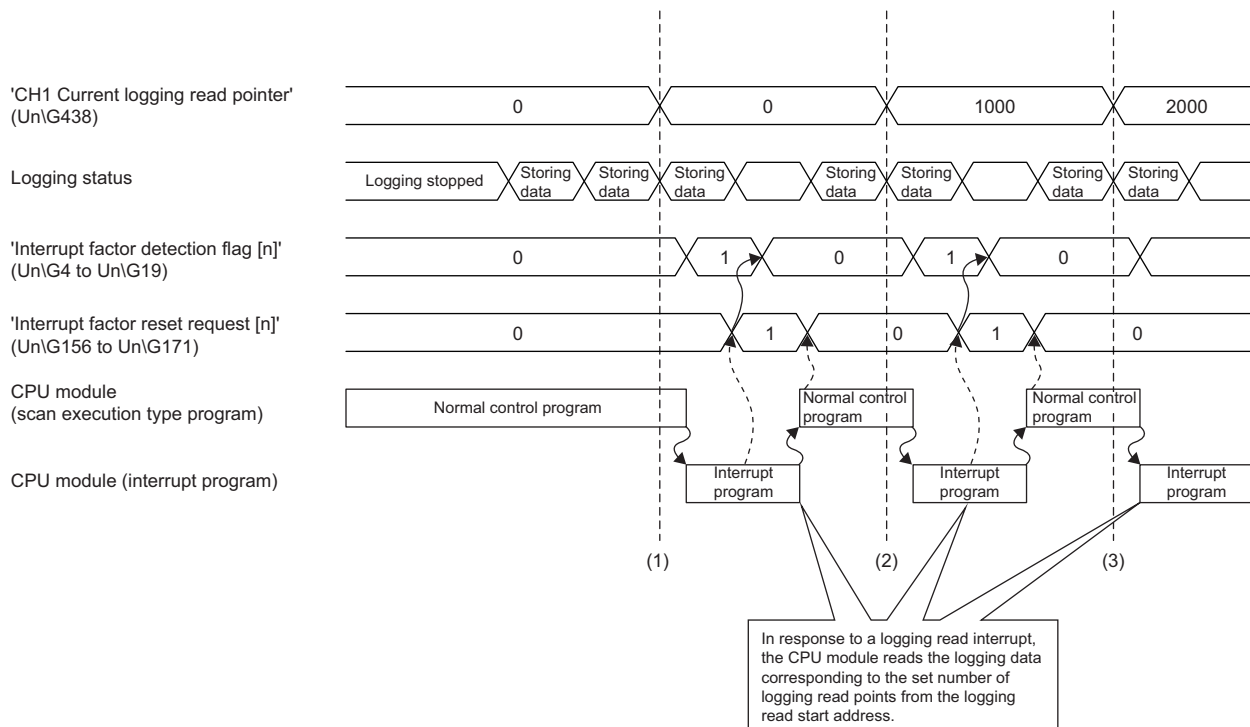 'CH1 Current logging read pointer'
(Un\G438)
0
0
1000
2000
Logging status
Logging stopped
Storing
data
Storing
data
Storing
data
Storing
data
Storing
data
Storing
data
Storing
data
'Interrupt factor detection flag [n]'
(Un\G4 to Un\G19)
0
1
0
1
0
'Interrupt factor reset request [n]'
(Un\G156 to Un\G171)
0
1
0
1
0
CPU module
(scan execution type program)
Normal control program
Normal control
program
Normal control
program
CPU module (interrupt program)
Interrupt
program
Interrupt
program
Interrupt
program
(1)
(2)
(3)
In response to a logging read interrupt,
the CPU module reads the logging data
corresponding to the set number of
logging read points from the logging
read start address.